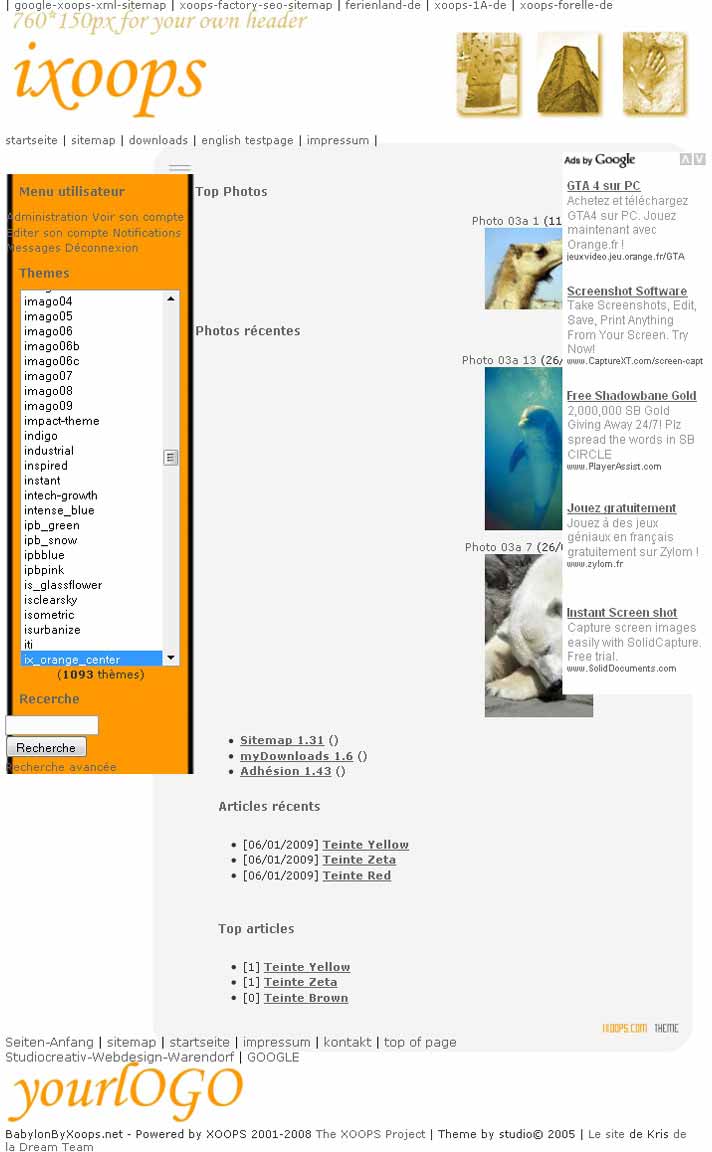 | google-xoops-xml-sitemap | xoops-factory-seo-sitemap | ferienland-de | xoops-1A-de | xoops-forelle-de
760*150px for your own header
ixoops
startseite | sitemap | downloads | english testpage | impressum |
Menu utilisateur
Administration Voir son compte
Editer son compte Notifications
Messages Déconnexion
Themes
imago04
imago05
imago06
imago06b
imago06c
imago07
imago08
imago09
impact-theme
indigo
industrial
inspired
instant
intech-growth
intense_blue
ipb_green
ipb_snow
ipbblue
ipbpink
is_glassflower
isclearsky
isometric
isurbanize
iti
ix_orange_center
(1093 thèmes)
Recerche
Recherche
Recherche avancée
Top Photos
Photo 03a 1 (11
Photos récentes
Photo 03a 13 (26/
Photo 03a 7 (26/
Sitemap 1.31 ()
myDownloads 1.6 ()
Adhésion 1.43 ()
Articles récents
[06/01/2009] Teinte Yellow
[06/01/2009] Teinte Zeta
[06/01/2009] Teinte Red
Top articles
[1] Teinte Yellow
[1] Teinte Zeta
[0] Teinte Brown
Ads by Google
GTA 4 sur PC
Achetez et téléchargez
GTA4 sur PC. Jouez
maintenant avec
Orange.fr !
jeuxvideo.jeu.orange.fr/GTA
Screenshot Software
Take Screenshots, Edit,
Save, Print Anything
From Your Screen. Try
Now!
www.CaptureXT.com/screen-capt
Free Shadowbane Gold
2,000,000 SB Gold
Giving Away 24/7! Plz
spread the words in SB
CIRCLE
www.PlayerAssist.com
Jouez gratuitement
Jouez à des jeux
géniaux en français
gratuitement sur Zylom !
www.zylom.fr
Instant Screen shot
Capture screen images
easily with SolidCapture.
Free trial.
www.SolidDocuments.com
IXOOPS.COM THEME
Seiten-Anfang | sitemap | startseite | impressum | kontakt | top of page
Studiocreativ-Webdesign-Warendorf | GOOGLE
yourlOGO
BabylonByXoops.net - Powered by XOOPS 2001-2008 The XOOPS Project | Theme by studio© 2005 | Le site de Kris de
la Dream Team